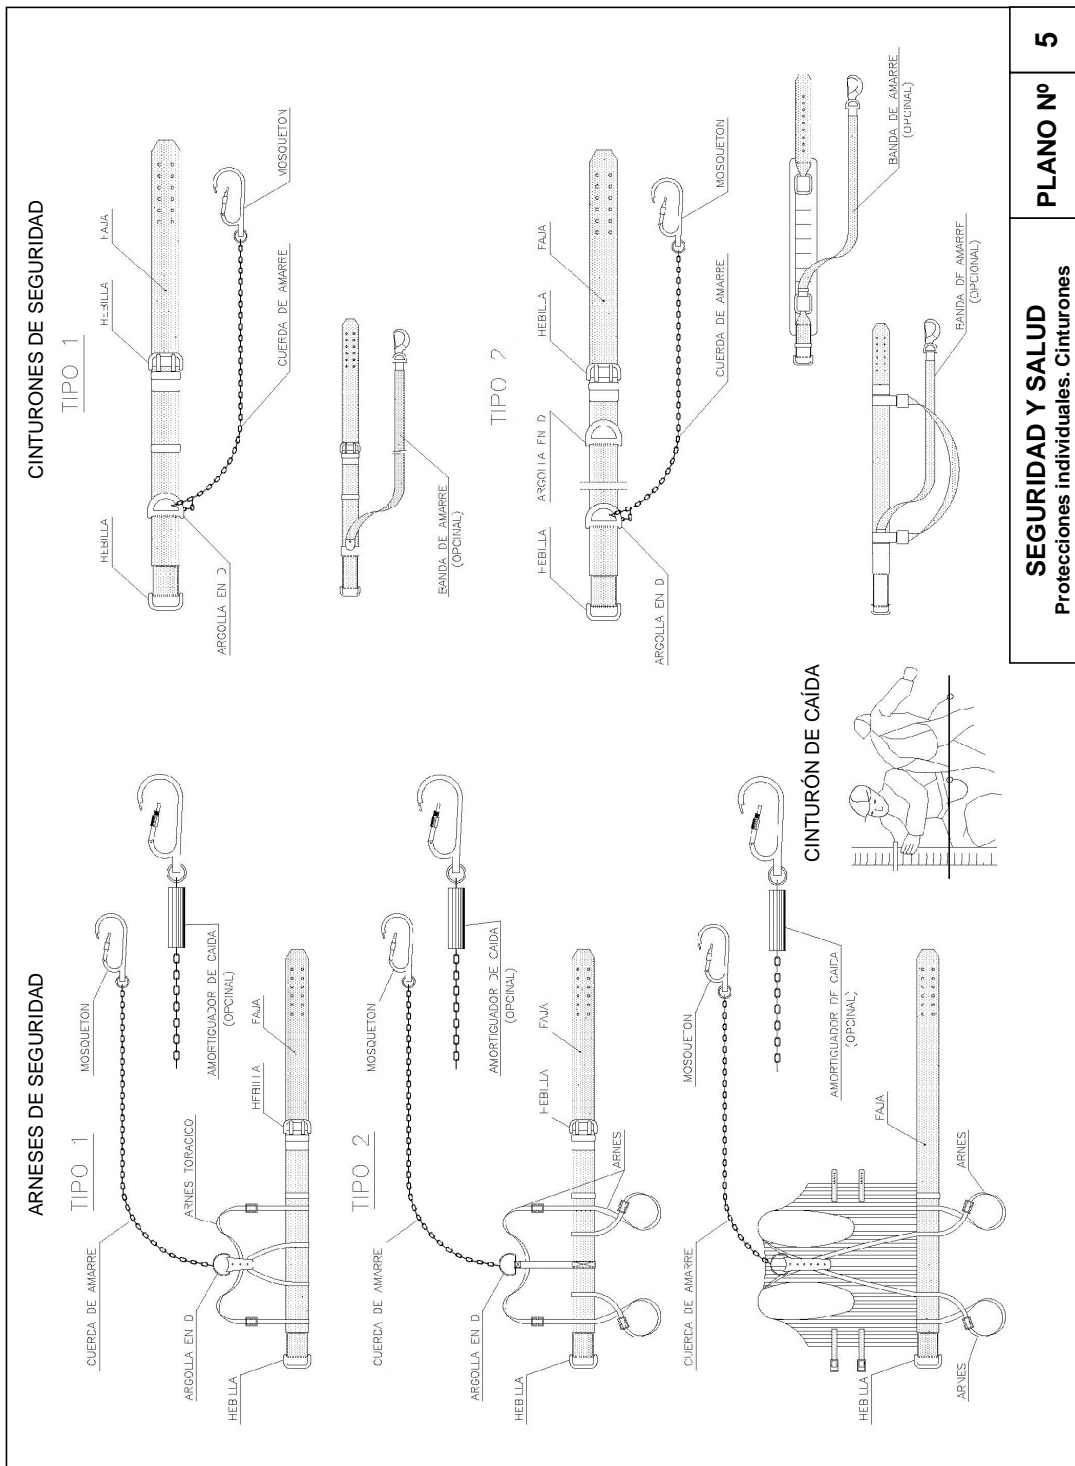 ARNESES DE SEGURIDAD
TIPO 1
CUERDA DE AMARRE
MOSQUETON
ARNES TORACICO
ARGOLLA EN D
HEBILLA
HEBILLA
FAJA
AMORTIGUADOR DE CAIDA
(OPCINAL)
TIPO 2
CUERDA DE AMARRE
MOSQUETON
ARGOLLA EN D
HEBILLA
ARNES
HEBILLA
FAJA
AMORTIGUADOR DE CAIDA
(OPCINAL)
CUERDA DE AMARRE
MOSQUETON
HEBILLA
ARNES
ARNES
FAJA
AMORTIGUADOR DE CAIDA
(OPCINAL)
CINTURÓN DE CAÍDA
CINTURONES DE SEGURIDAD
TIPO 1
HEBILLA
HEBILLA
FAJA
ARGOLLA EN D
CUERDA DE AMARRE
MOSQUETON
BANDA DE AMARRE
(OPCINAL)
TIPO 2
HEBILLA
ARGOLLA EN D
HEBILLA
FAJA
ARGOLLA EN D
CUERDA DE AMARRE
MOSQUETON
BANDA DE AMARRE
(OPCINAL)
BANDA DE AMARRE
(OPCIONAL)
SEGURIDAD Y SALUD
Protecciones individuales. Cinturones
PLANO Nº
5